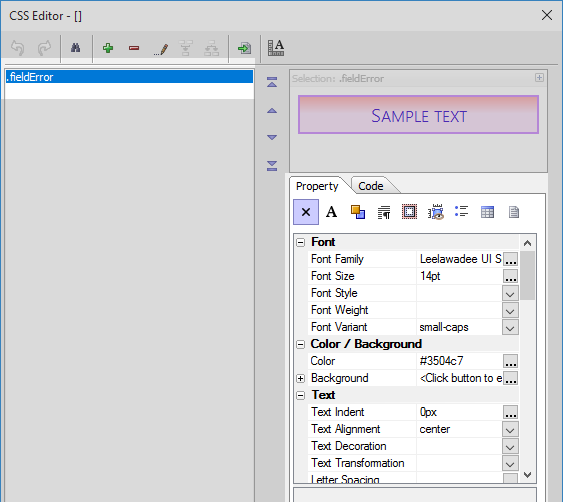 CSS Editor - []
.fieldError
Selection: .fieldError
Sample text
Property Code
Font
Font Family Leelawadee UI S
Font Size 14pt
Font Style
Font Weight
Font Variant small-caps
Color / Background
Color #3504c7
Background <Click button to e
Text
Text Indent 0px
Text Alignment center
Text Decoration
Text Transformation
Letter Spacing